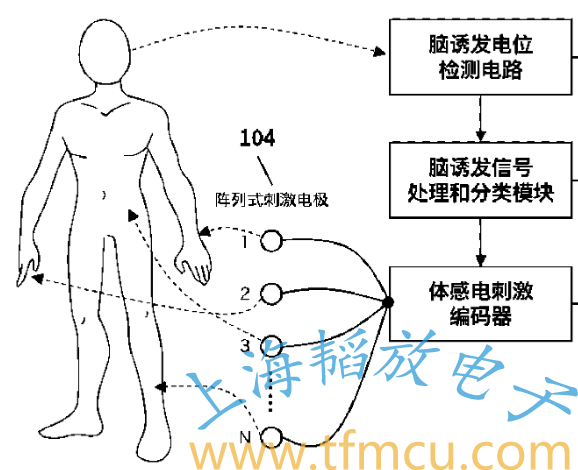 脑诱发电位
检测电路
104
阵列式刺激电极
脑诱发信号
处理和分类模块
1
2
体感电刺激
编码器
3
N
上海韬放电子
www.tfmcu.com